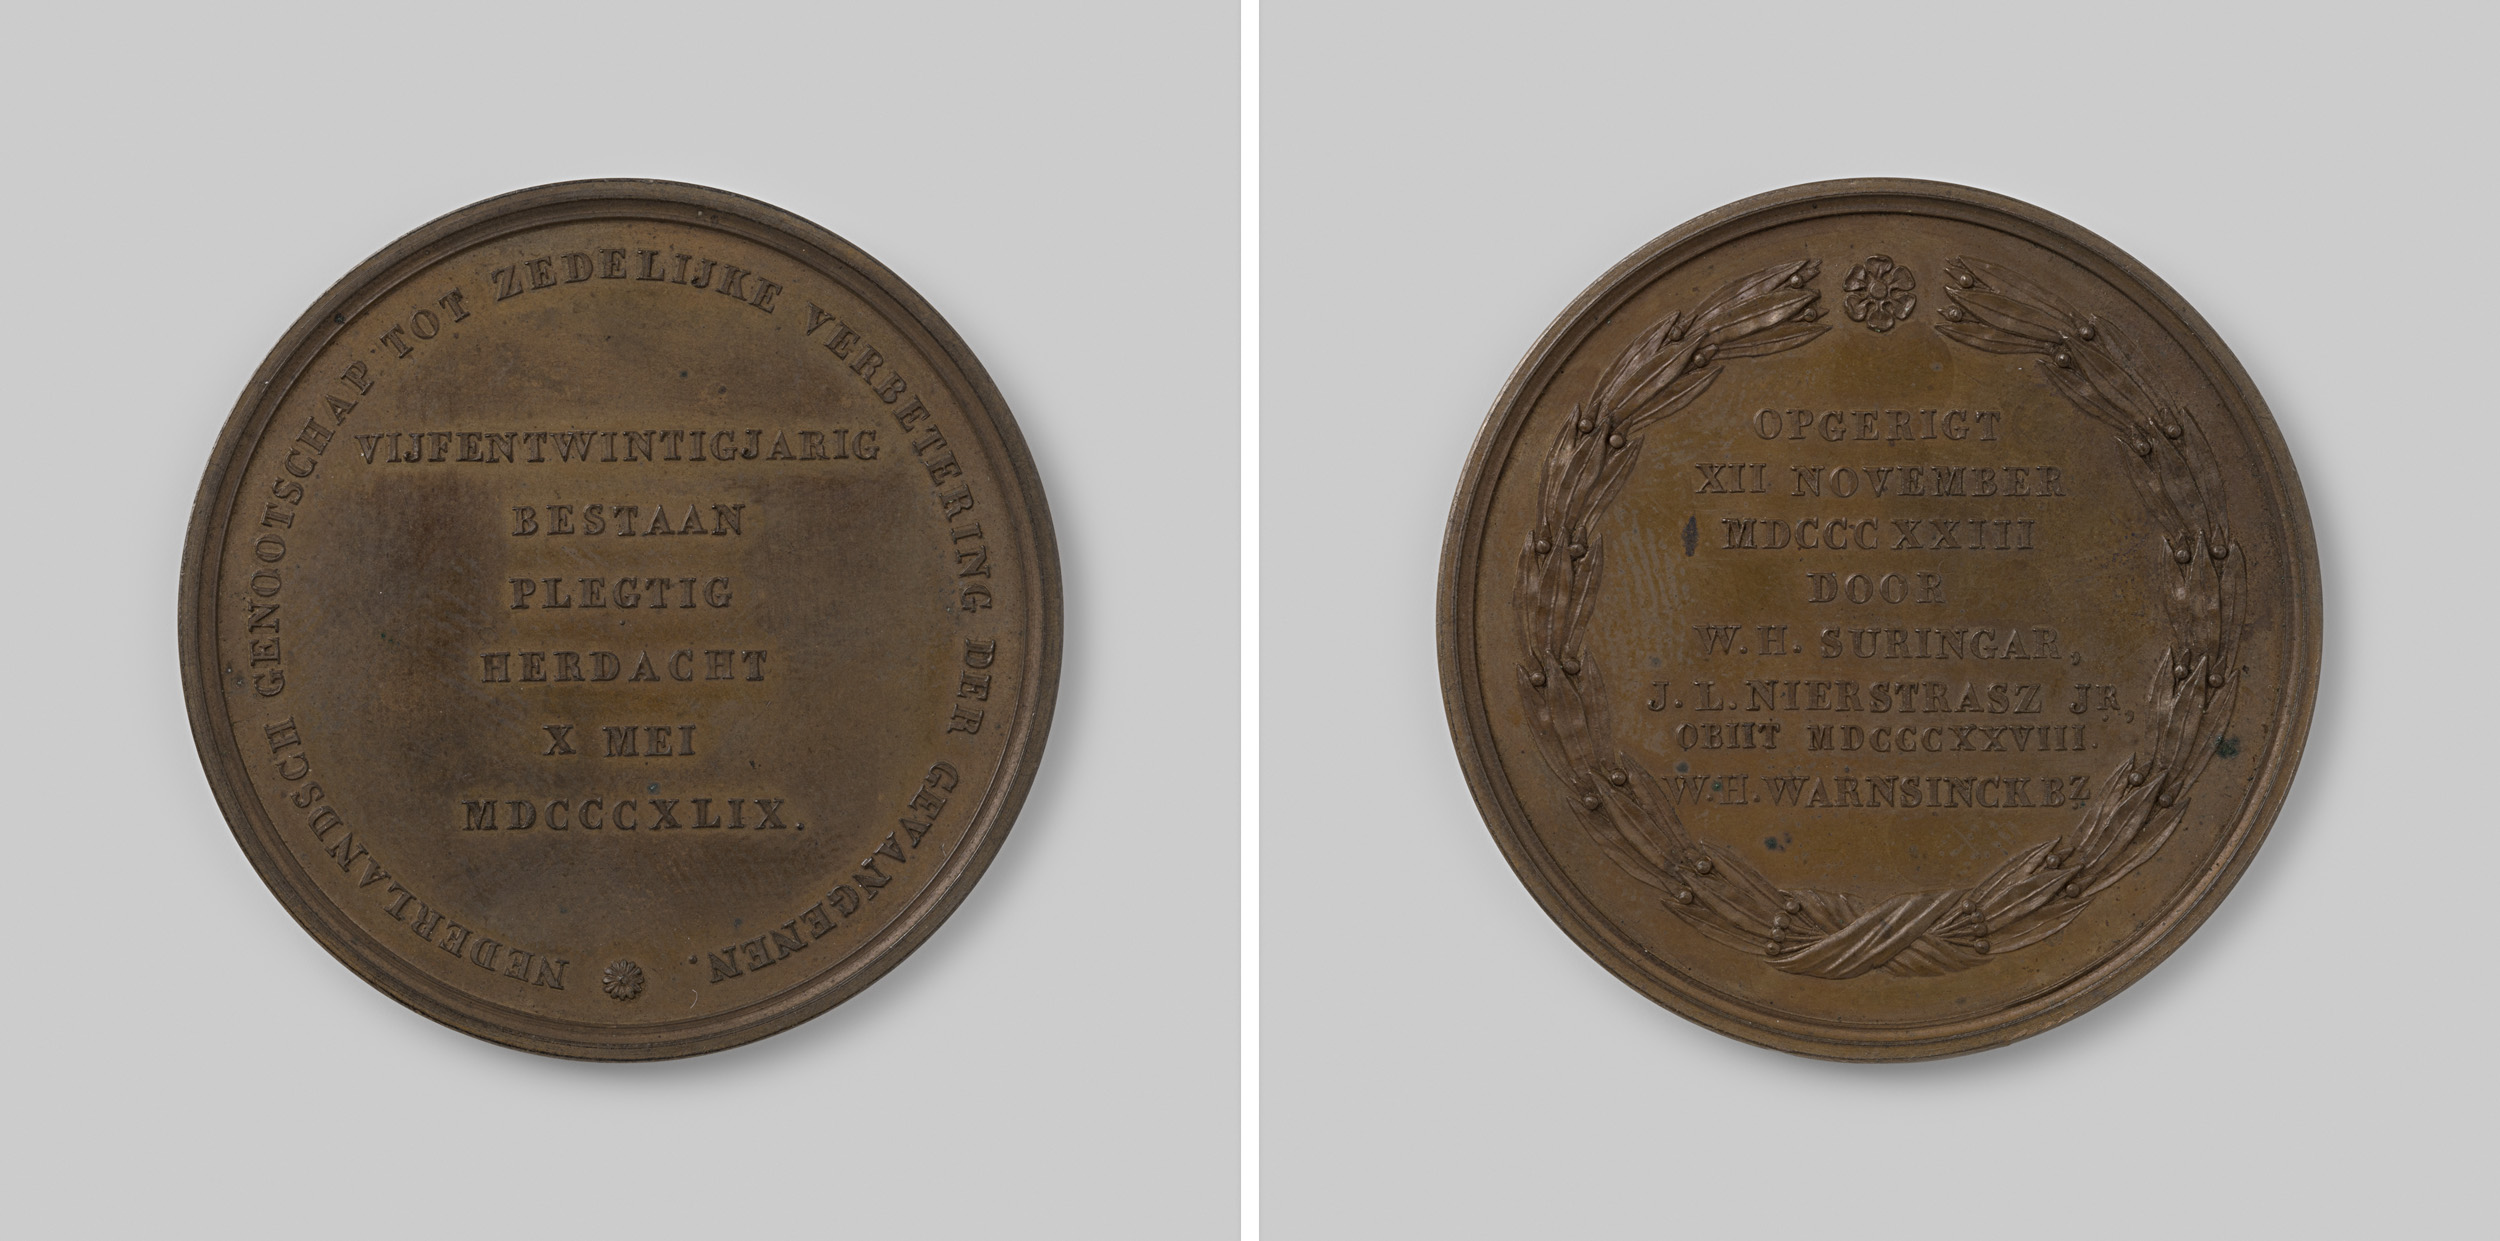 NEDERLANDSCH GENOOTSCHAP TOT ZEDELIJKE VERBETERING DER GEVANGENEN.
VIJFENTWINTIGJARIG
BESTAAN
PLEGTIG
HERDACHT
X MEI
MDCCCXLIX.
OPGERIGT
XII NOVEMBER
MDCCCXXIII
DOOR
W. H. SURINGAR,
J. L. NIERSTRASZ JR,
OBIIT MDCCCXXVIII.
W. H. WARNSINCK BZ